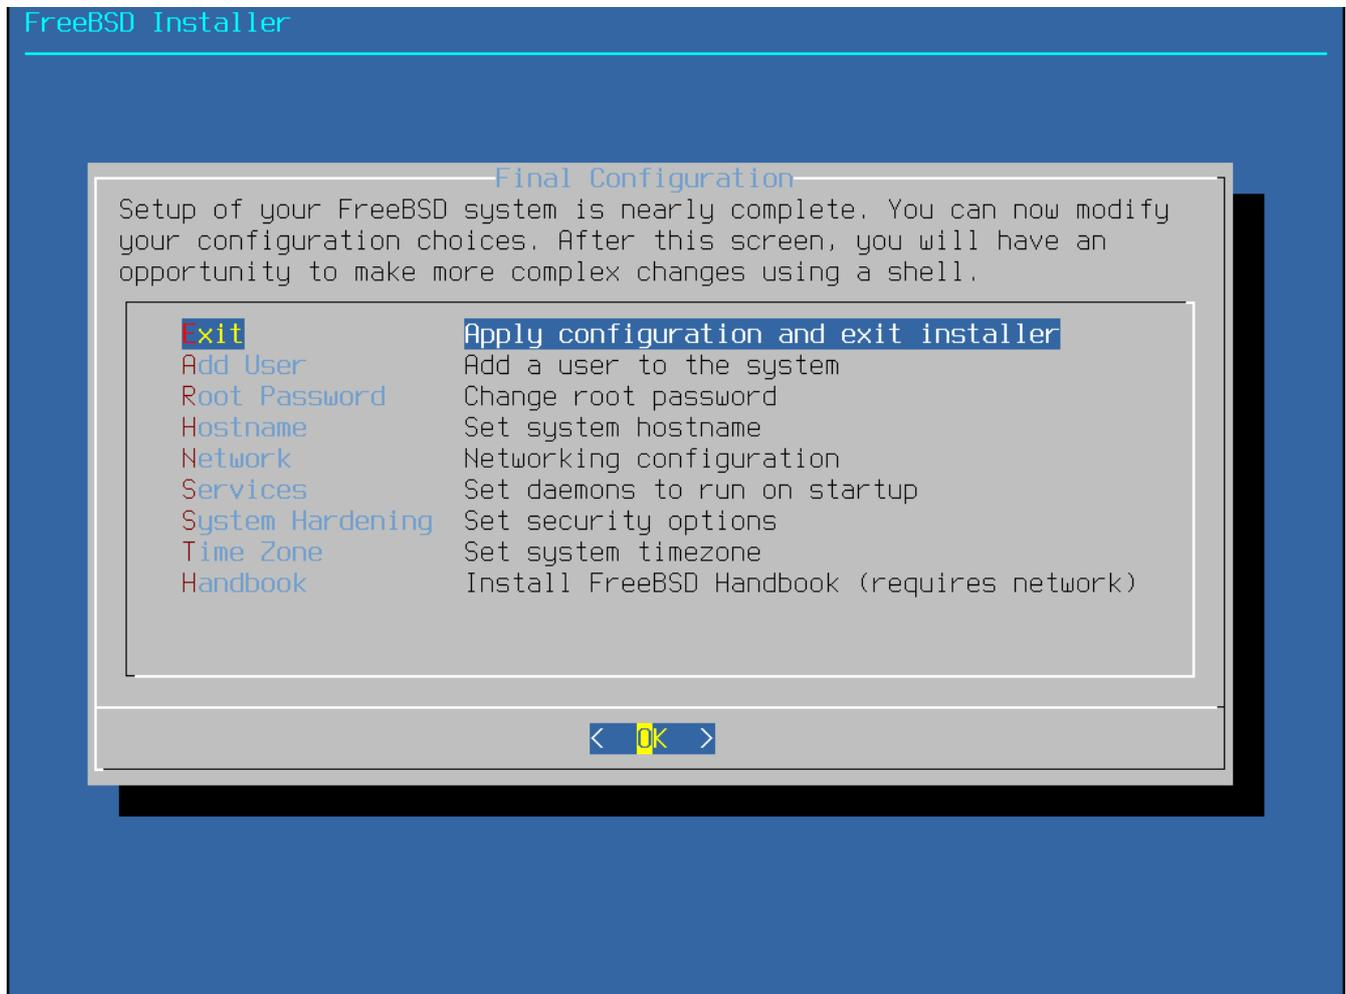 FreeBSD Installer
Final Configuration
Setup of your FreeBSD system is nearly complete. You can now modify
your configuration choices. After this screen, you will have an
opportunity to make more complex changes using a shell.
Exit Apply configuration and exit installer
Add User Add a user to the system
Root Password Change root password
Hostname Set system hostname
Network Networking configuration
Services Set daemons to run on startup
System Hardening Set security options
Time Zone Set system timezone
Handbook Install FreeBSD Handbook (requires network)
< OK >